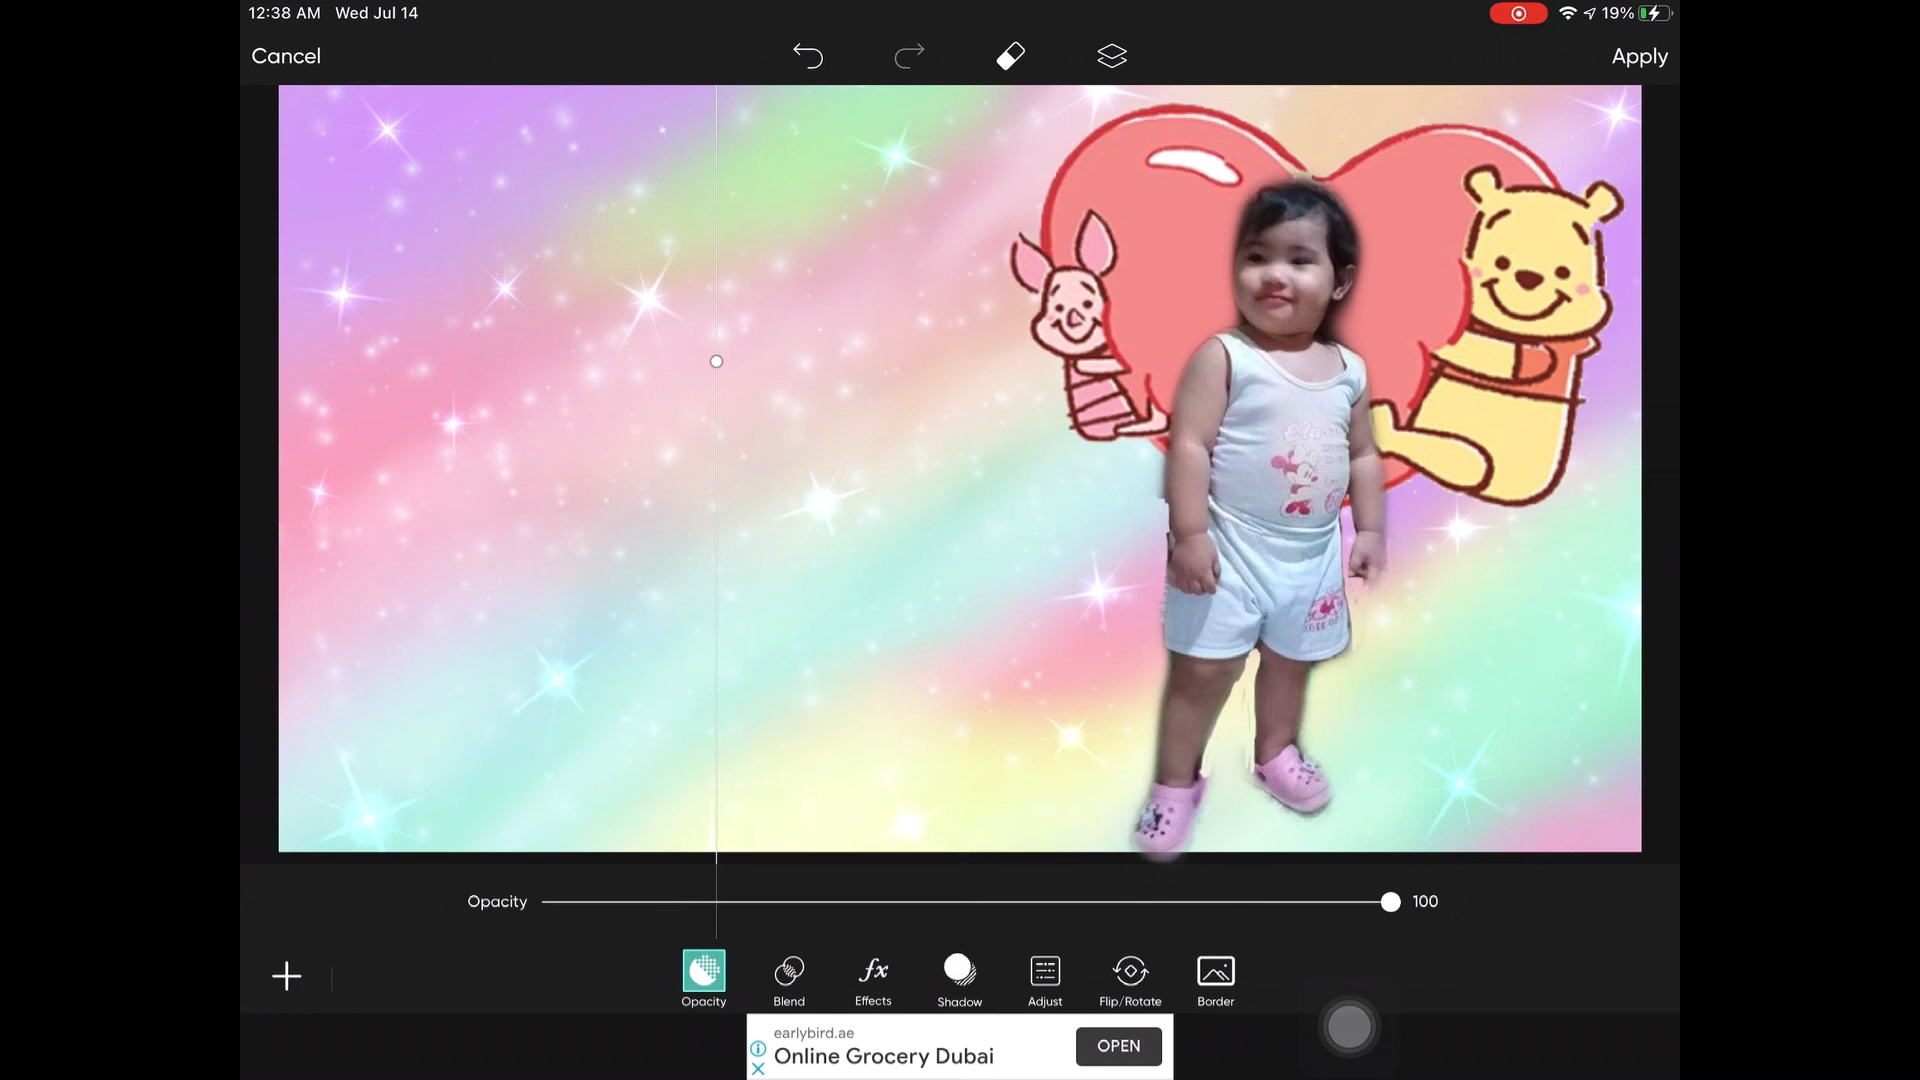 12:38 AM Wed Jul 14
19%
Cancel
Apply
Opacity 100
Opacity Blend Effects Shadow Adjust Flip/Rotate Border
earlybird.ae
Online Grocery Dubai
OPEN